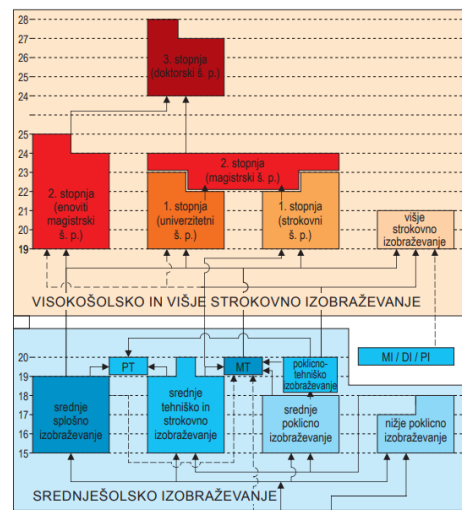 28
27
26
25
24
3. stopnja
(doktorski š. p.)
25
24
23
22
21
20
19
2. stopnja
(enoviti
magistrski
š. p.)
2. stopnja
(magistrski š. p.)
1. stopnja
(univerzitetni
š. p.)
1. stopnja
(strokovni
š. p.)
višje
strokovno
izobraževanje
VISOKOŠOLSKO IN VIŠJE STROKOVNO IZOBRAŽEVANJE
MI / DI / PI
20
19
18
17
16
15
PT
MT
poklicno-
tehniško
izobraževanje
srednje
splošno
izobraževanje
srednje
tehniško in
strokovno
izobraževanje
srednje
poklicno
izobraževanje
nižje poklicno
izobraževanje
SREDNJEŠOLSKO IZOBRAŽEVANJE